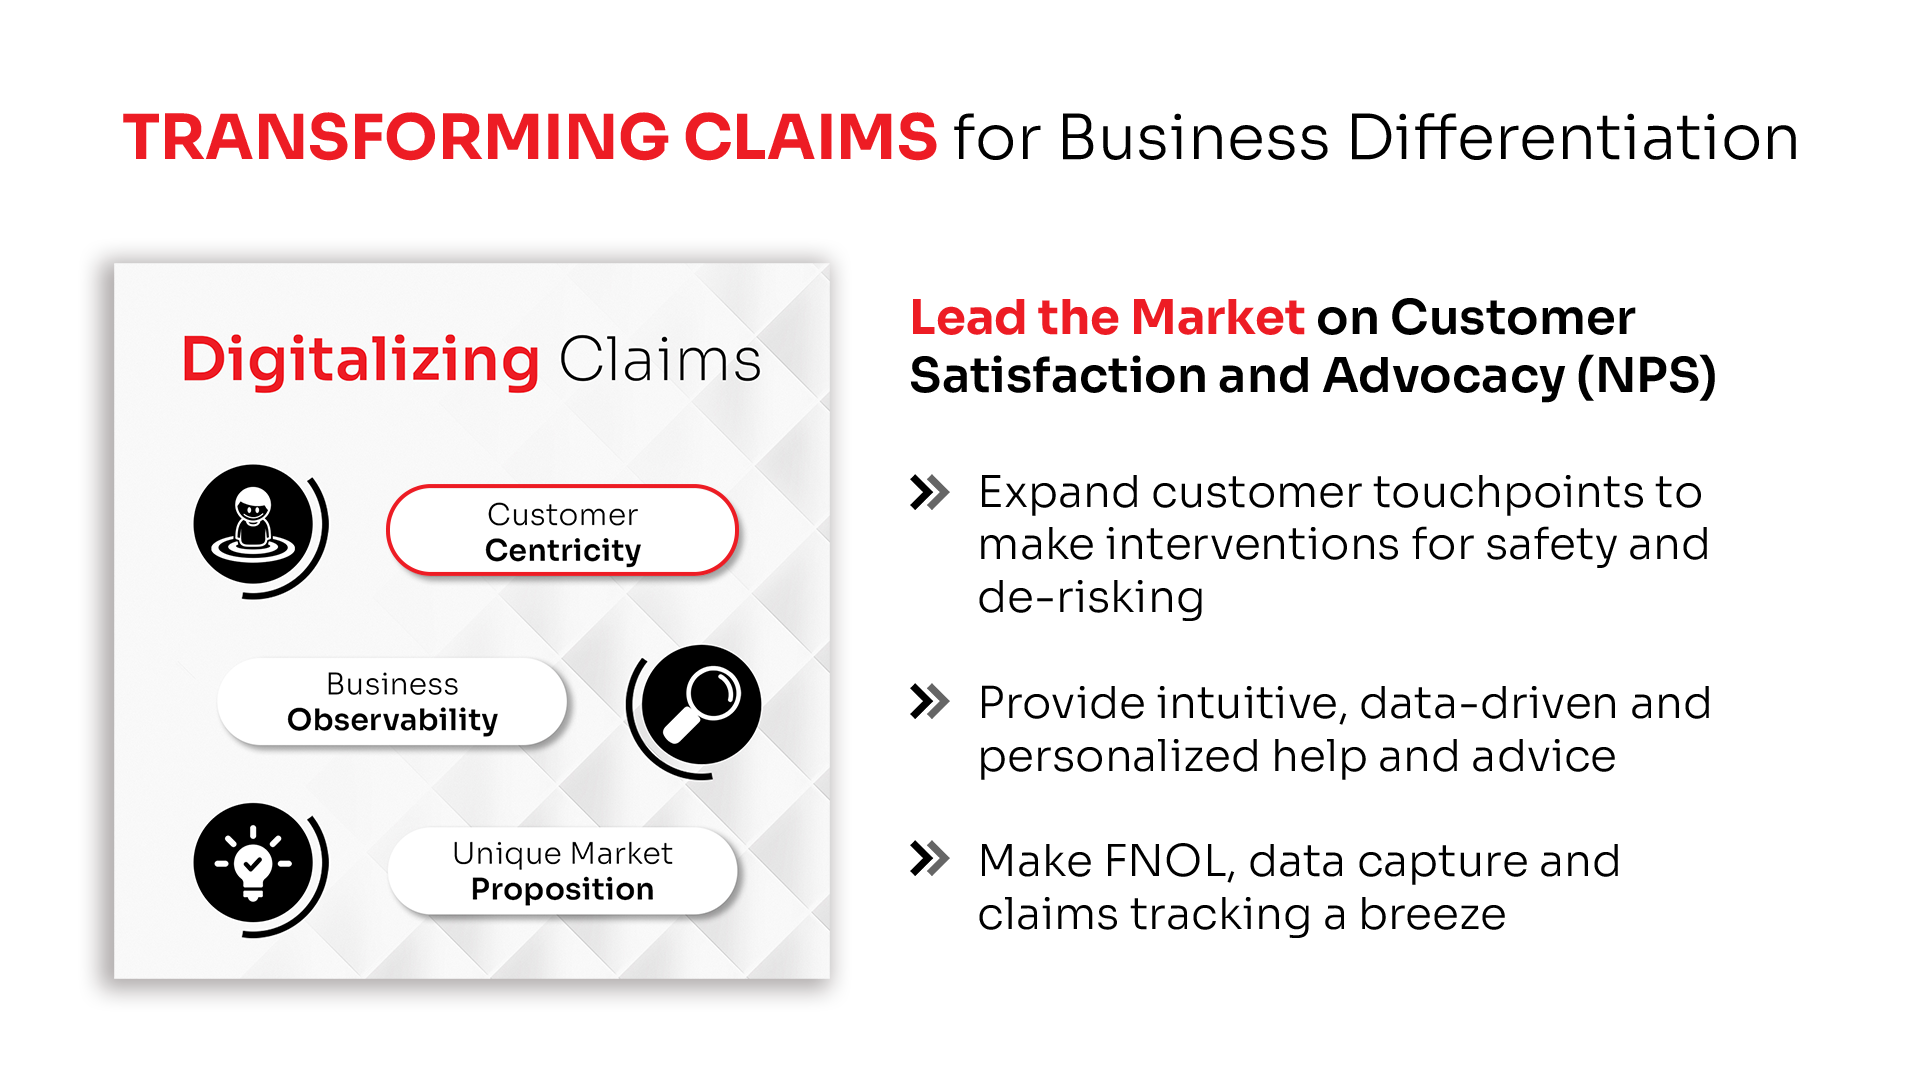 TRANSFORMING CLAIMS for Business Differentiation
Digitalizing Claims
Customer
Centricity
Business
Observability
Unique Market
Proposition
Lead the Market on Customer
Satisfaction and Advocacy (NPS)
Expand customer touchpoints to
make interventions for safety and
de-risking
Provide intuitive, data-driven and
personalized help and advice
Make FNOL, data capture and
claims tracking a breeze